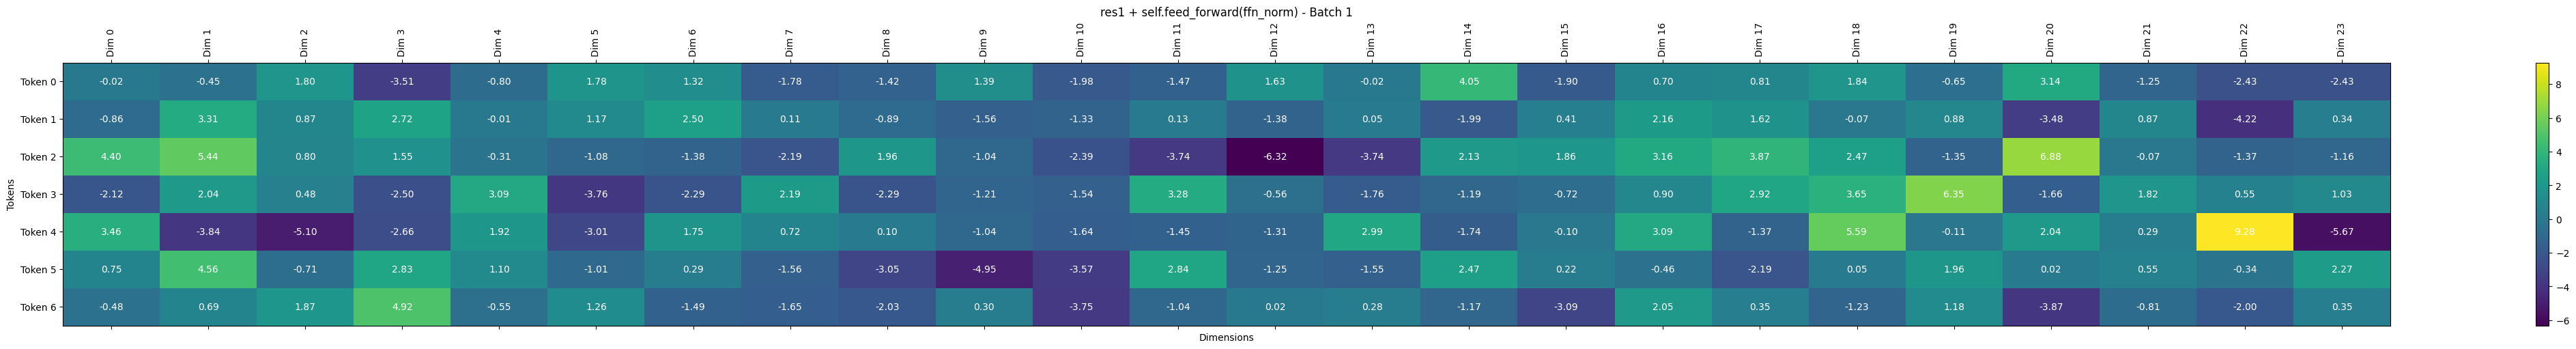 res1 + self.feed_forward(ffn_norm) - Batch 1
Dim 0 Dim 1 Dim 2 Dim 3 Dim 4 Dim 5 Dim 6 Dim 7 Dim 8 Dim 9 Dim 10 Dim 11 Dim 12 Dim 13 Dim 14 Dim 15 Dim 16 Dim 17 Dim 18 Dim 19 Dim 20 Dim 21 Dim 22 Dim 23
Token 0 -0.02 -0.45 1.80 -3.51 -0.80 1.78 1.32 -1.78 -1.42 1.39 -1.98 -1.47 1.63 -0.02 4.05 -1.90 0.70 0.81 1.84 -0.65 3.14 -1.25 -2.43 -2.43
Token 1 -0.86 3.31 0.87 2.72 -0.01 1.17 2.50 0.11 -0.89 -1.56 -1.33 0.13 -1.38 0.05 -1.99 0.41 2.16 1.62 -0.07 0.88 -3.48 0.87 -4.22 0.34
Token 2 4.40 5.44 0.80 1.55 -0.31 -1.08 -1.38 -2.19 1.96 -1.04 -2.39 -3.74 -6.32 -3.74 2.13 1.86 3.16 3.87 2.47 -1.35 6.88 -0.07 -1.37 -1.16
Token 3 -2.12 2.04 0.48 -2.50 3.09 -3.76 -2.29 2.19 -2.29 -1.21 -1.54 3.28 -0.56 -1.76 -1.19 -0.72 0.90 2.92 3.65 6.35 -1.66 1.82 0.55 1.03
Token 4 3.46 -3.84 -5.10 -2.66 1.92 -3.01 1.75 0.72 0.10 -1.04 -1.64 -1.45 -1.31 2.99 -1.74 -0.10 3.09 -1.37 5.59 -0.11 2.04 0.29 9.28 -5.67
Token 5 0.75 4.56 -0.71 2.83 1.10 -1.01 0.29 -1.56 -3.05 -4.95 -3.57 2.84 -1.25 -1.55 2.47 0.22 -0.46 -2.19 0.05 1.96 0.02 0.55 -0.34 2.27
Token 6 -0.48 0.69 1.87 4.92 -0.55 1.26 -1.49 -1.65 -2.03 0.30 -3.75 -1.04 0.02 0.28 -1.17 -3.09 2.05 0.35 -1.23 1.18 -3.87 -0.81 -2.00 0.35
Tokens
Dimensions
8
6
4
2
0
−2
−4
−6